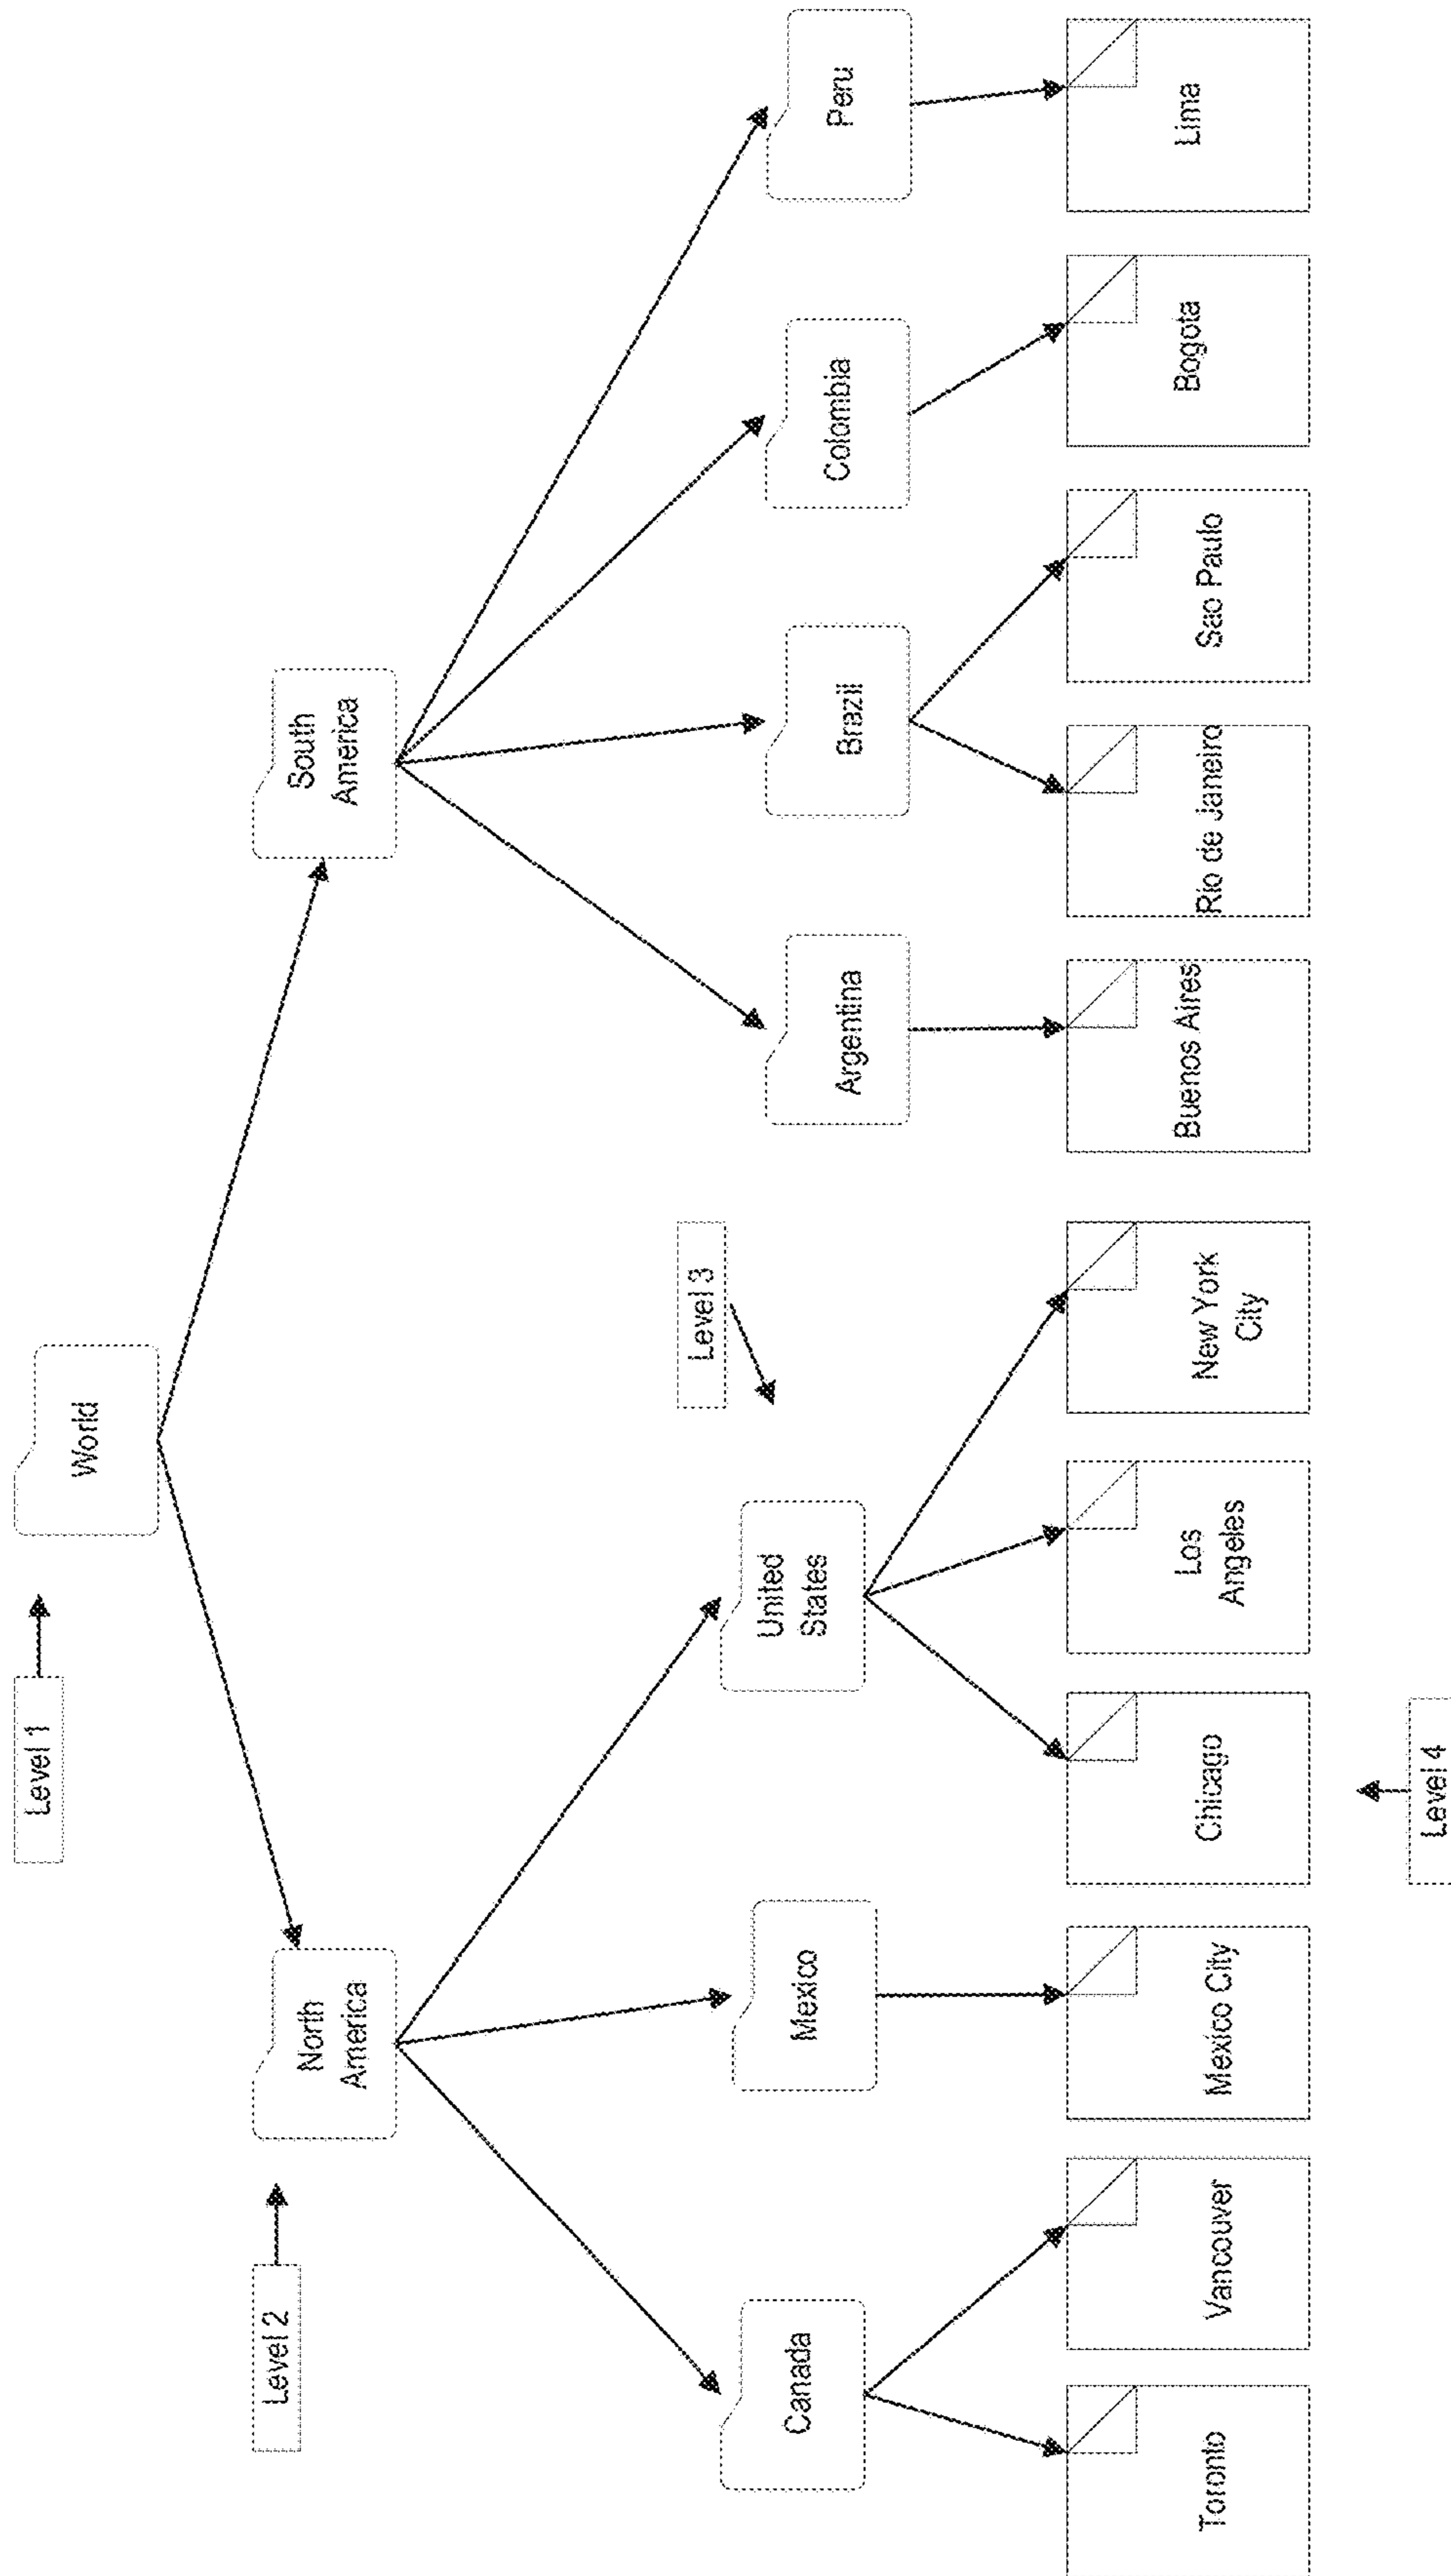 Level 1
World
Level 2
North
America
South
America
Level 3
Canada
Mexico
United
States
Argentina
Brazil
Colombia
Peru
Toronto
Vancouver
Mexico City
Chicago
Los
Angeles
New York
City
Buenos Aires
Rio de Janeiro
Sao Paulo
Bogota
Lima
Level 4